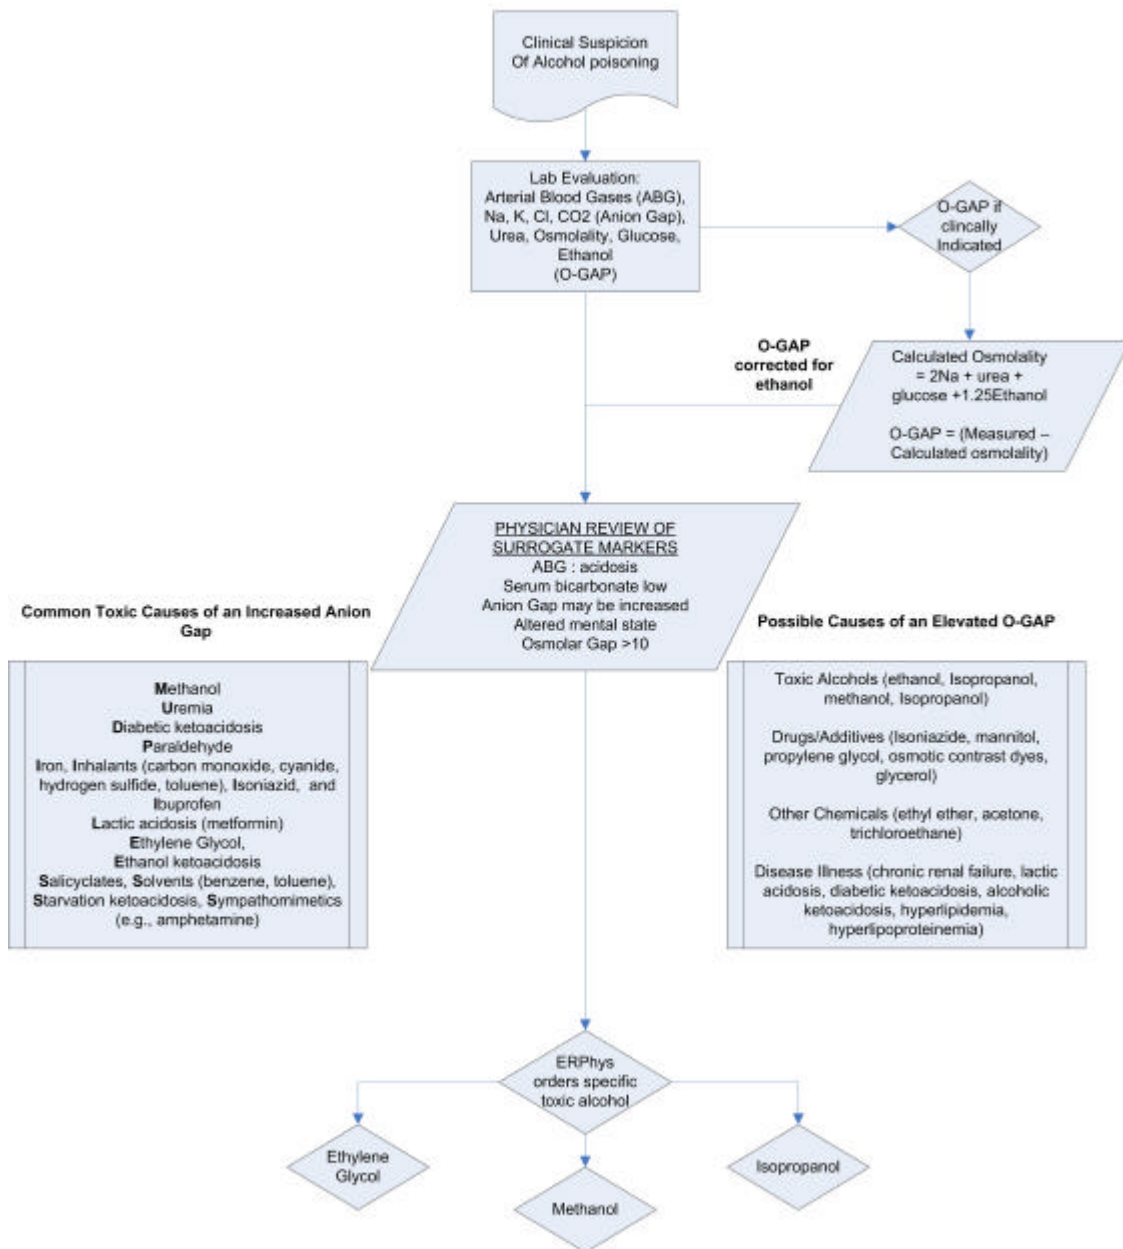 Clinical Suspicion
Of Alcohol poisoning
Lab Evaluation:
Arterial Blood Gases (ABG),
Na, K, Cl, CO2 (Anion Gap),
Urea, Osmolality, Glucose,
Ethanol
(O-GAP)
O-GAP if
clincally
Indicated
O-GAP
corrected for
ethanol
Calculated Osmolality
= 2Na + urea +
glucose +1.25Ethanol
O-GAP = (Measured –
Calculated osmolality)
PHYSICIAN REVIEW OF
SURROGATE MARKERS
ABG : acidosis
Serum bicarbonate low
Anion Gap may be increased
Altered mental state
Osmolar Gap >10
Common Toxic Causes of an Increased Anion
Gap
Methanol
Uremia
Diabetic ketoacidosis
Paraldehyde
Iron, Inhalants (carbon monoxide, cyanide,
hydrogen sulfide, toluene), Isoniazid, and
Ibuprofen
Lactic acidosis (metformin)
Ethylene Glycol,
Ethanol ketoacidosis
Salicyclates, Solvents (benzene, toluene),
Starvation ketoacidosis, Sympathomimetics
(e.g., amphetamine)
Possible Causes of an Elevated O-GAP
Toxic Alcohols (ethanol, Isopropanol,
methanol, Isopropanol)
Drugs/Additives (Isoniazide, mannitol,
propylene glycol, osmotic contrast dyes,
glycerol)
Other Chemicals (ethyl ether, acetone,
trichloroethane)
Disease Illness (chronic renal failure, lactic
acidosis, diabetic ketoacidosis, alcoholic
ketoacidosis, hyperlipidemia,
hyperlipoproteinemia)
ERPhys
orders specific
toxic alcohol
Ethylene
Glycol
Methanol
Isopropanol